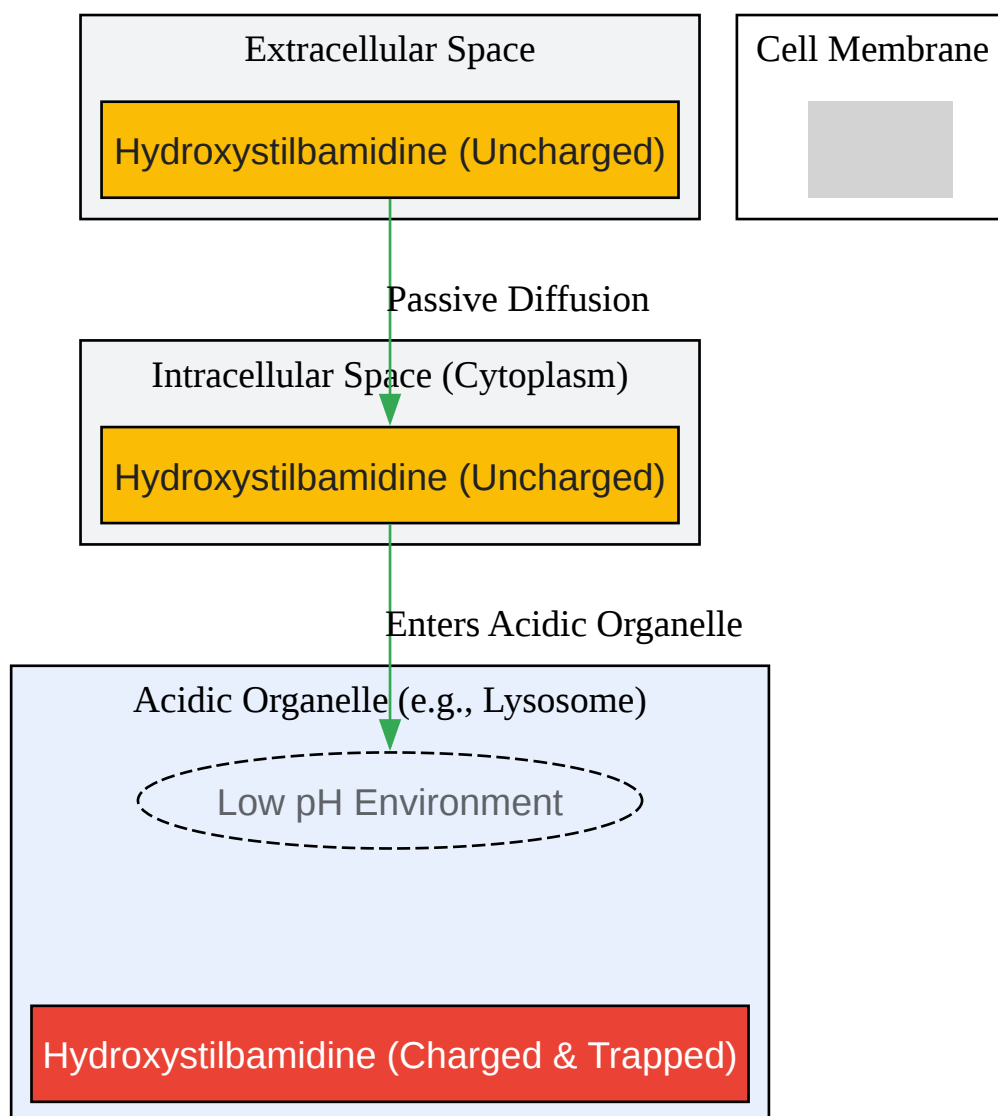 Extracellular Space
Cell Membrane
Hydroxystilbamidine (Uncharged)
Passive Diffusion
Intracellular Space (Cytoplasm)
Hydroxystilbamidine (Uncharged)
Enters Acidic Organelle
Acidic Organelle (e.g., Lysosome)
Low pH Environment
Hydroxystilbamidine (Charged & Trapped)